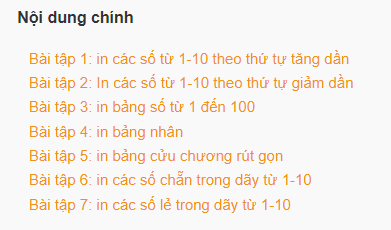 Nội dung chính
Bài tập 1: in các số từ 1-10 theo thứ tự tăng dần
Bài tập 2: In các số từ 1-10 theo thứ tự giảm dần
Bài tập 3: in bảng số từ 1 đến 100
Bài tập 4: in bảng nhân
Bài tập 5: in bảng cửu chương rút gọn
Bài tập 6: in các số chẵn trong dãy từ 1-10
Bài tập 7: in các số lẻ trong dãy từ 1-10